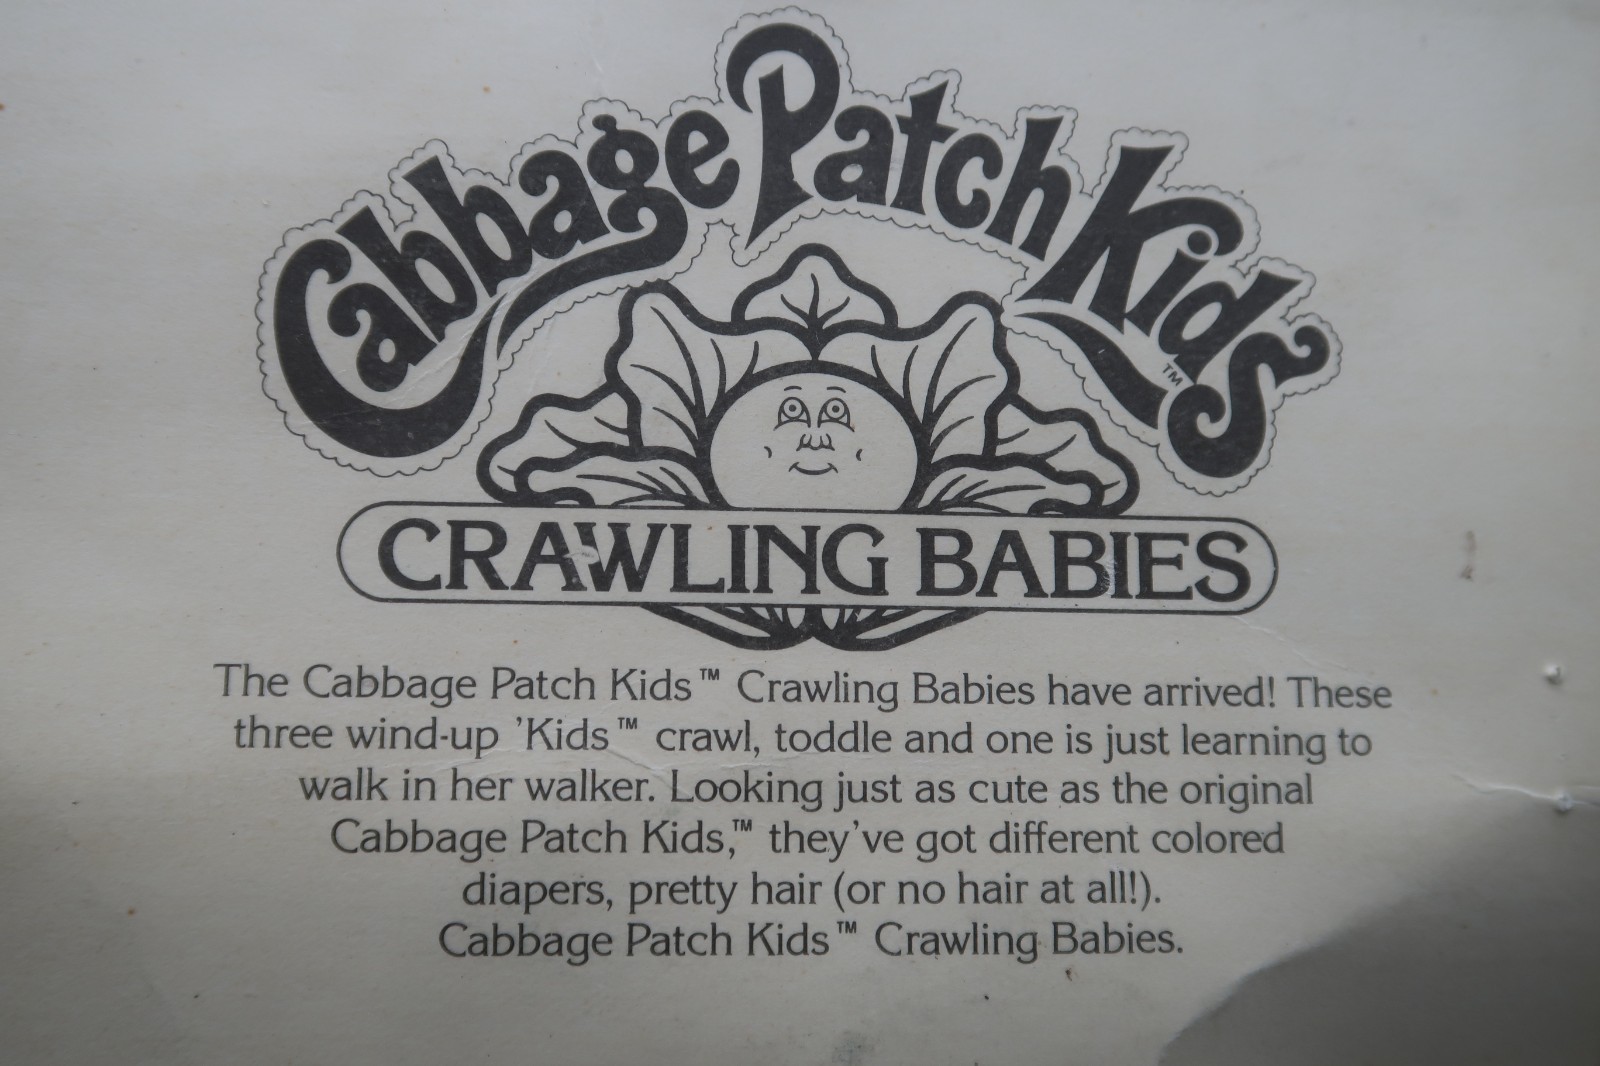 Cabbage Patch Kids™
CRAWLING BABIES
The Cabbage Patch Kids™ Crawling Babies have arrived! These
three wind-up 'Kids™ crawl, toddle and one is just learning to
walk in her walker. Looking just as cute as the original
Cabbage Patch Kids,™ they've got different colored
diapers, pretty hair (or no hair at all!).
Cabbage Patch Kids™ Crawling Babies.